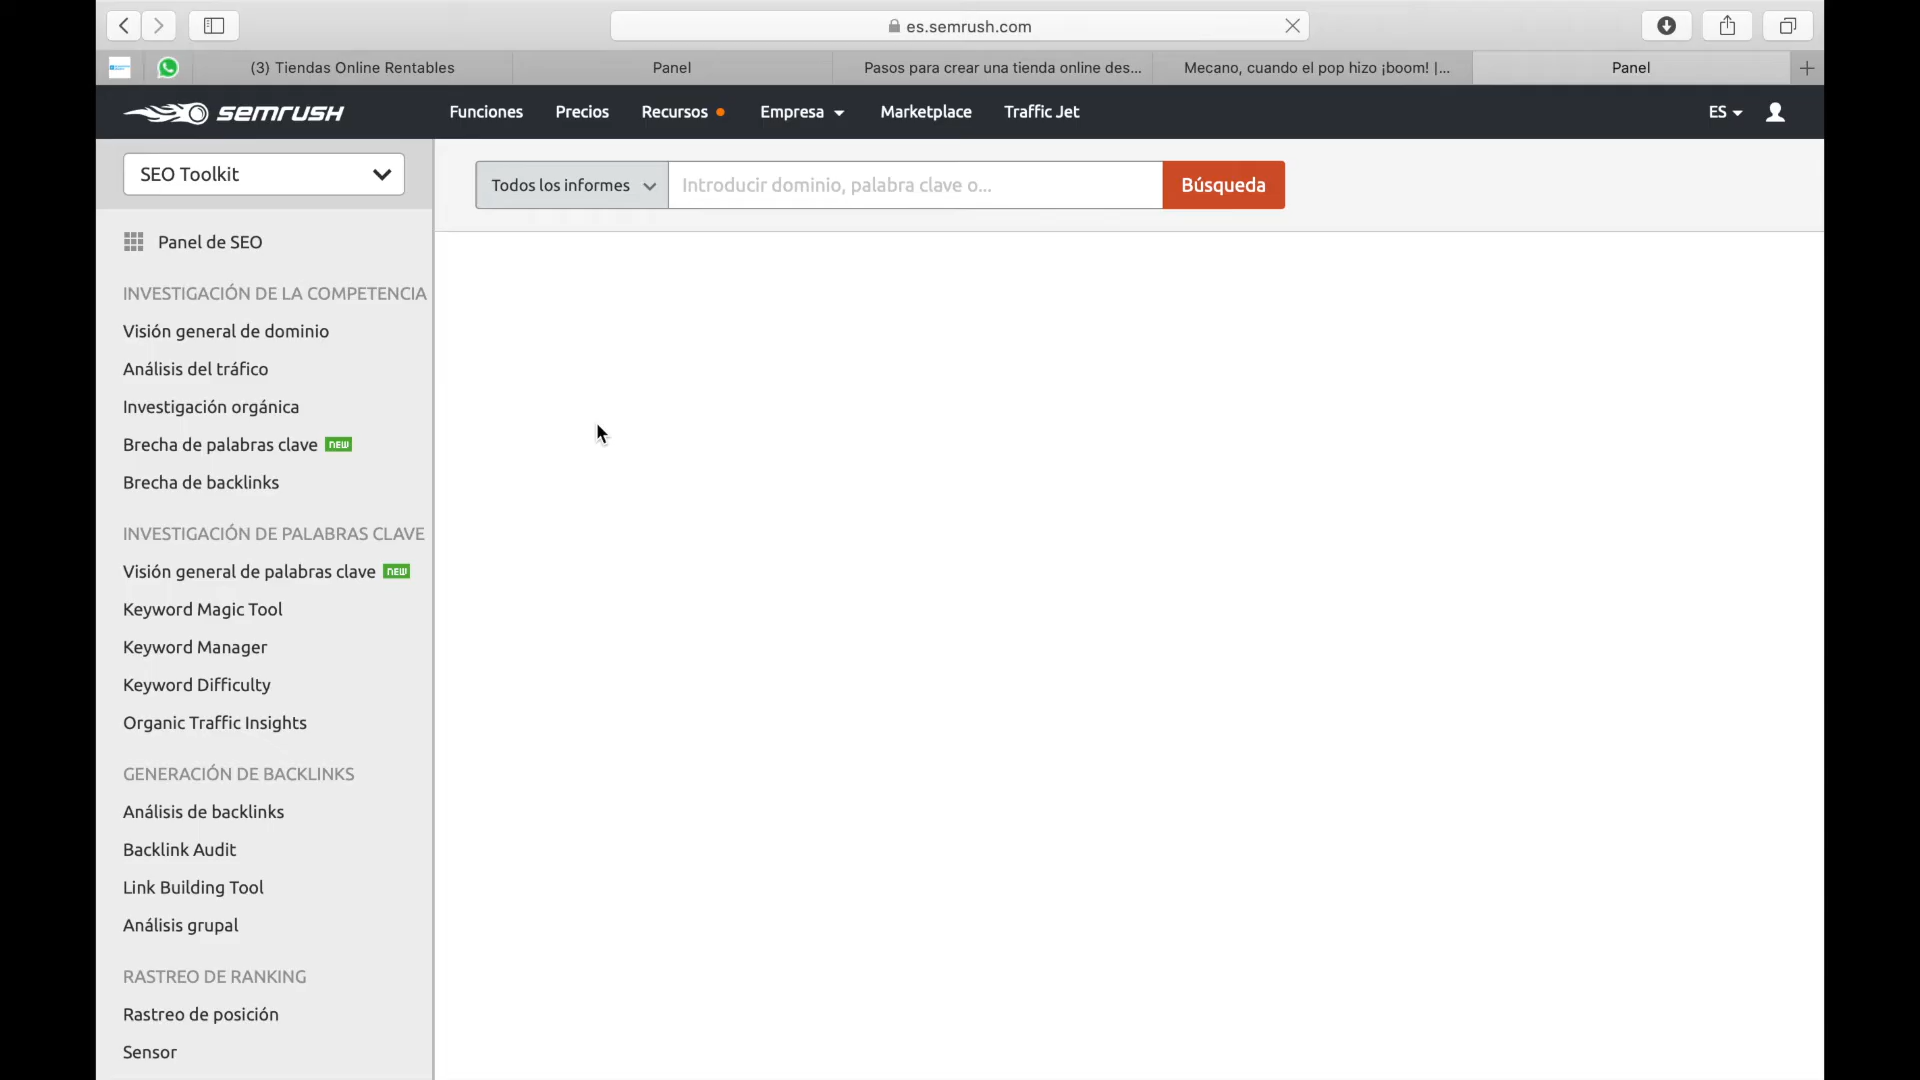 es.semrush.com
(3) Tiendas Online Rentables
Panel
Pasos para crear una tienda online des...
Mecano, cuando el pop hizo ¡boom! |...
Panel
semrush
Funciones
Precios
Recursos
Empresa
Marketplace
Traffic Jet
ES
SEO Toolkit
Todos los informes
Introducir dominio, palabra clave o...
Búsqueda
Panel de SEO
INVESTIGACIÓN DE LA COMPETENCIA
Visión general de dominio
Análisis del tráfico
Investigación orgánica
Brecha de palabras clave new
Brecha de backlinks
INVESTIGACIÓN DE PALABRAS CLAVE
Visión general de palabras clave new
Keyword Magic Tool
Keyword Manager
Keyword Difficulty
Organic Traffic Insights
GENERACIÓN DE BACKLINKS
Análisis de backlinks
Backlink Audit
Link Building Tool
Análisis grupal
RASTREO DE RANKING
Rastreo de posición
Sensor